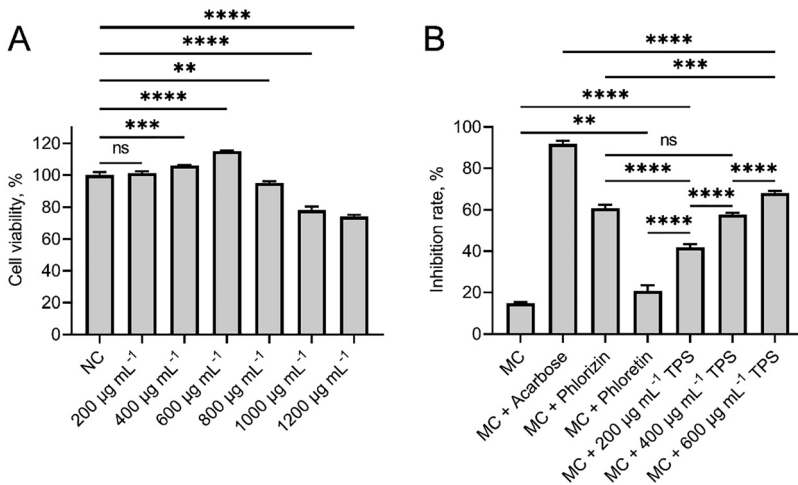 A
****
****
**
****
***
ns
Cell viability, %
120
100
80
60
40
20
0
NC
200 µg mL-1
400 µg mL-1
600 µg mL-1
800 µg mL-1
1000 µg mL-1
1200 µg mL-1
B
****
***
****
**
ns
**** ****
****
****
Inhibition rate, %
100
80
60
40
20
0
MC
MC + Acarbose
MC + Phlorizin
MC + Phloretin
MC + 200 µg mL-1 TPS
MC + 400 µg mL-1 TPS
MC + 600 µg mL-1 TPS